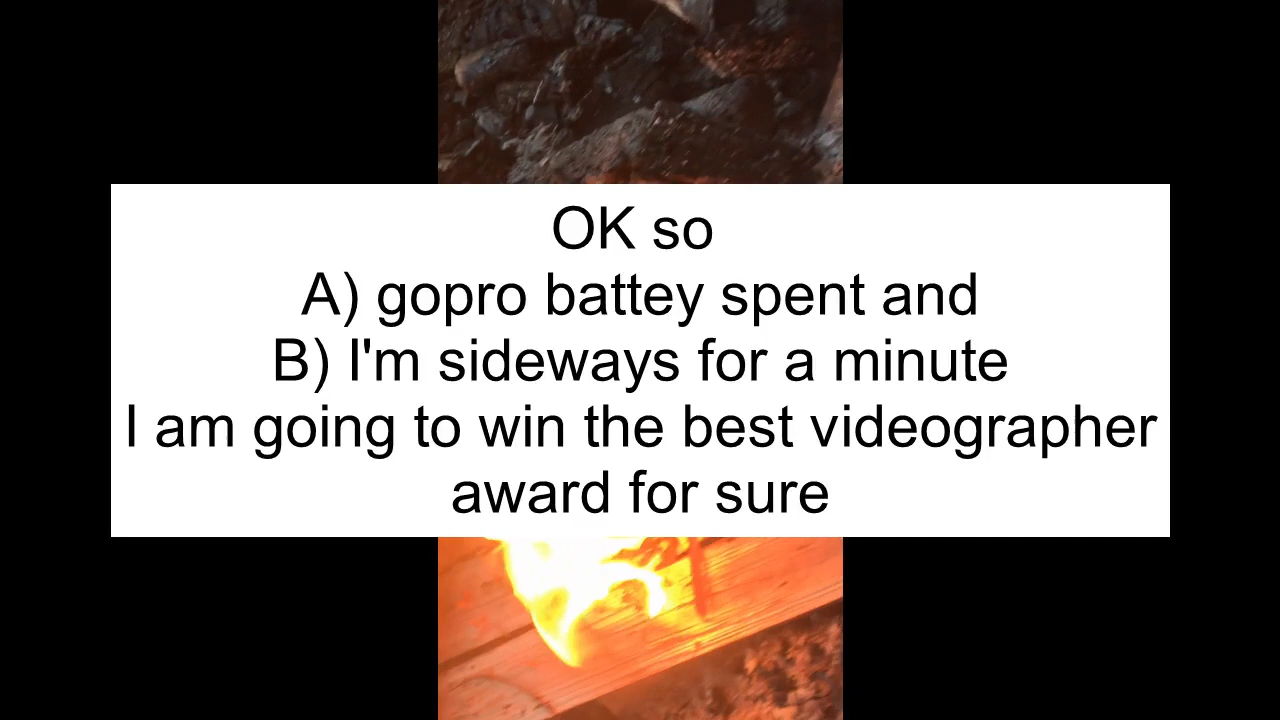 OK so
A) gopro battey spent and
B) I'm sideways for a minute
I am going to win the best videographer
award for sure